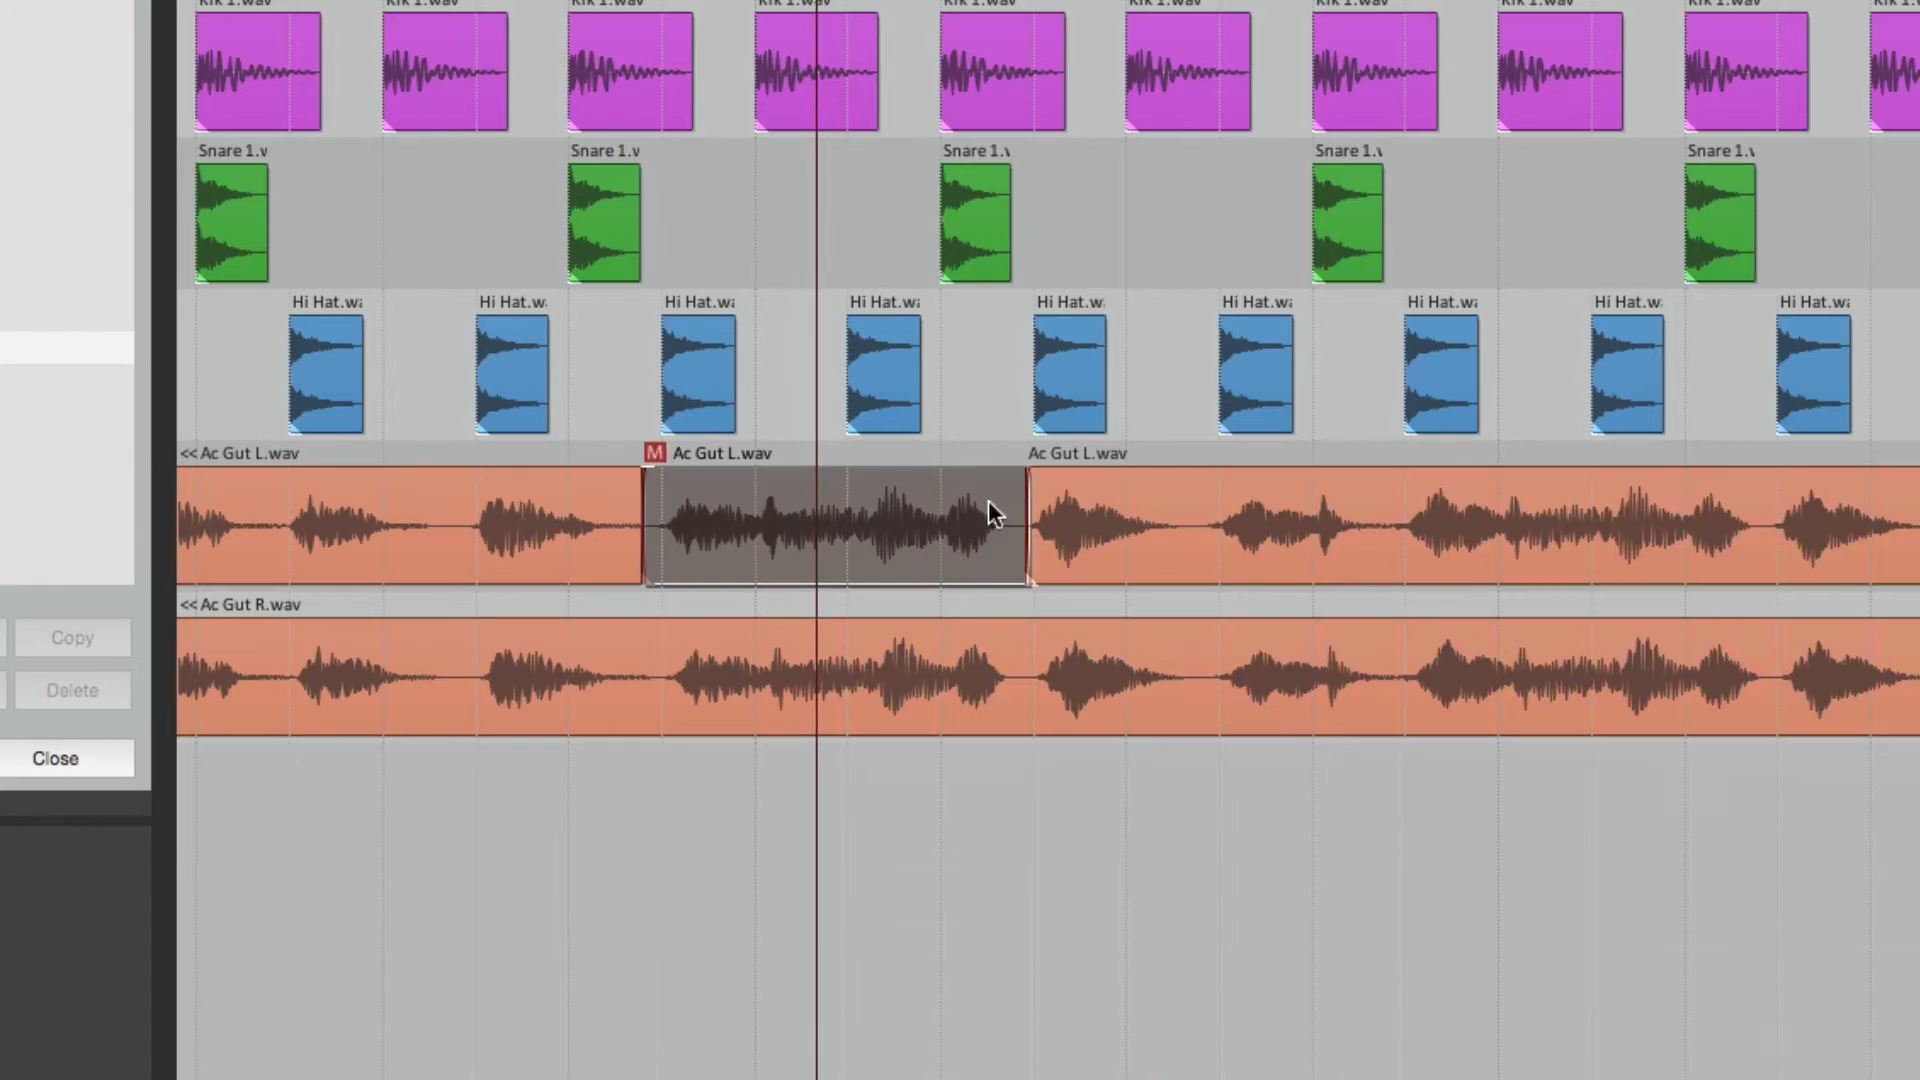 Kik 1.wav Kik 1.wav Kik 1.wav Kik 1.wav Kik 1.wav Kik 1.wav Kik 1.wav Kik 1.wav Kik 1.wav
Snare 1.v Snare 1.v Snare 1.v Snare 1.v Snare 1.v
Hi Hat.wa Hi Hat.wa Hi Hat.wa Hi Hat.wa Hi Hat.wa Hi Hat.wa Hi Hat.wa Hi Hat.wa Hi Hat.wa
<< Ac Gut L.wav M Ac Gut L.wav Ac Gut L.wav
<< Ac Gut R.wav
Copy
Delete
Close